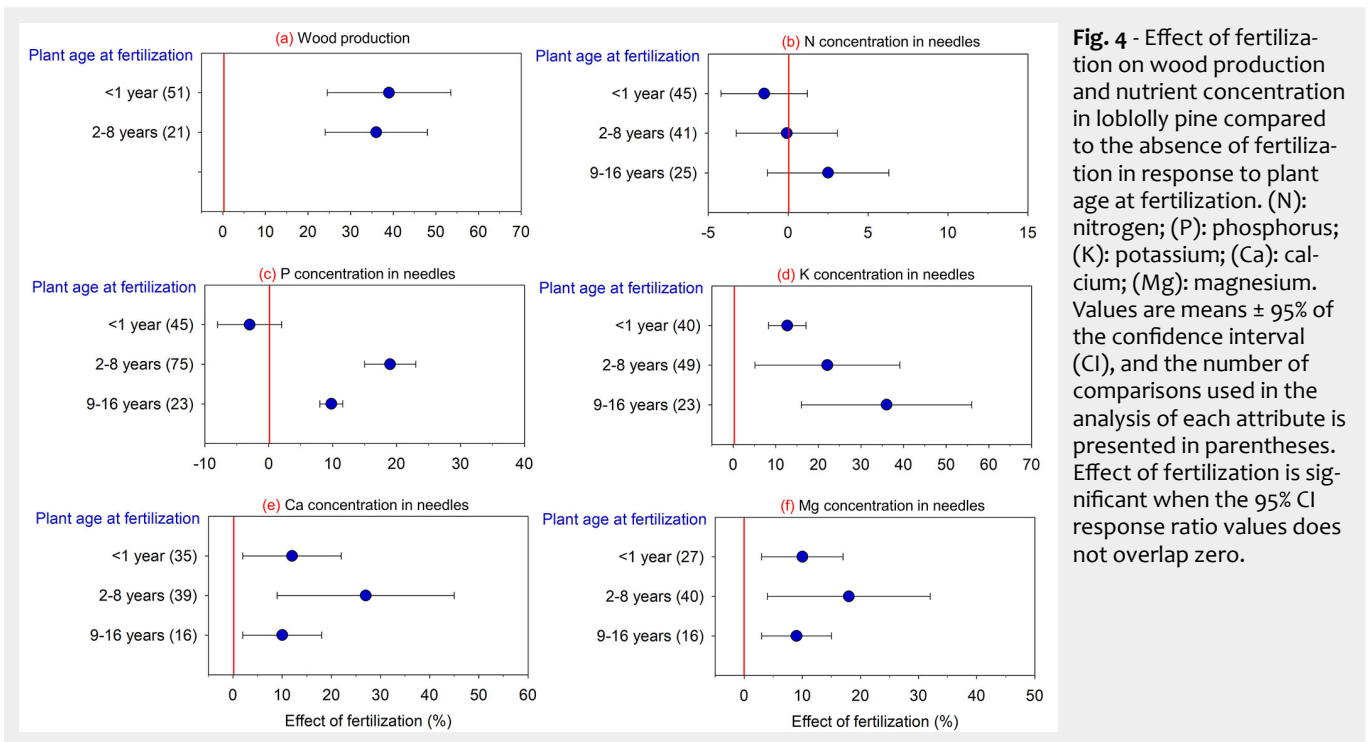 (a) Wood production
Plant age at fertilization
<1 year (51)
2-8 years (21)
0 10 20 30 40 50 60 70
(b) N concentration in needles
Plant age at fertilization
<1 year (45)
2-8 years (41)
9-16 years (25)
-5 0 5 10 15
(c) P concentration in needles
Plant age at fertilization
<1 year (45)
2-8 years (75)
9-16 years (23)
-10 0 10 20 30 40
(d) K concentration in needles
Plant age at fertilization
<1 year (40)
2-8 years (49)
9-16 years (23)
0 10 20 30 40 50 60 70
(e) Ca concentration in needles
Plant age at fertilization
<1 year (35)
2-8 years (39)
9-16 years (16)
0 10 20 30 40 50 60
Effect of fertilization (%)
(f) Mg concentration in needles
Plant age at fertilization
<1 year (27)
2-8 years (40)
9-16 years (16)
0 10 20 30 40 50
Effect of fertilization (%)
Fig. 4 - Effect of fertiliza-
tion on wood production
and nutrient concentration
in loblolly pine compared
to the absence of fertiliza-
tion in response to plant
age at fertilization. (N):
nitrogen; (P): phosphorus;
(K): potassium; (Ca): cal-
cium; (Mg): magnesium.
Values are means ± 95% of
the confidence interval
(CI), and the number of
comparisons used in the
analysis of each attribute is
presented in parentheses.
Effect of fertilization is sig-
nificant when the 95% CI
response ratio values does
not overlap zero.